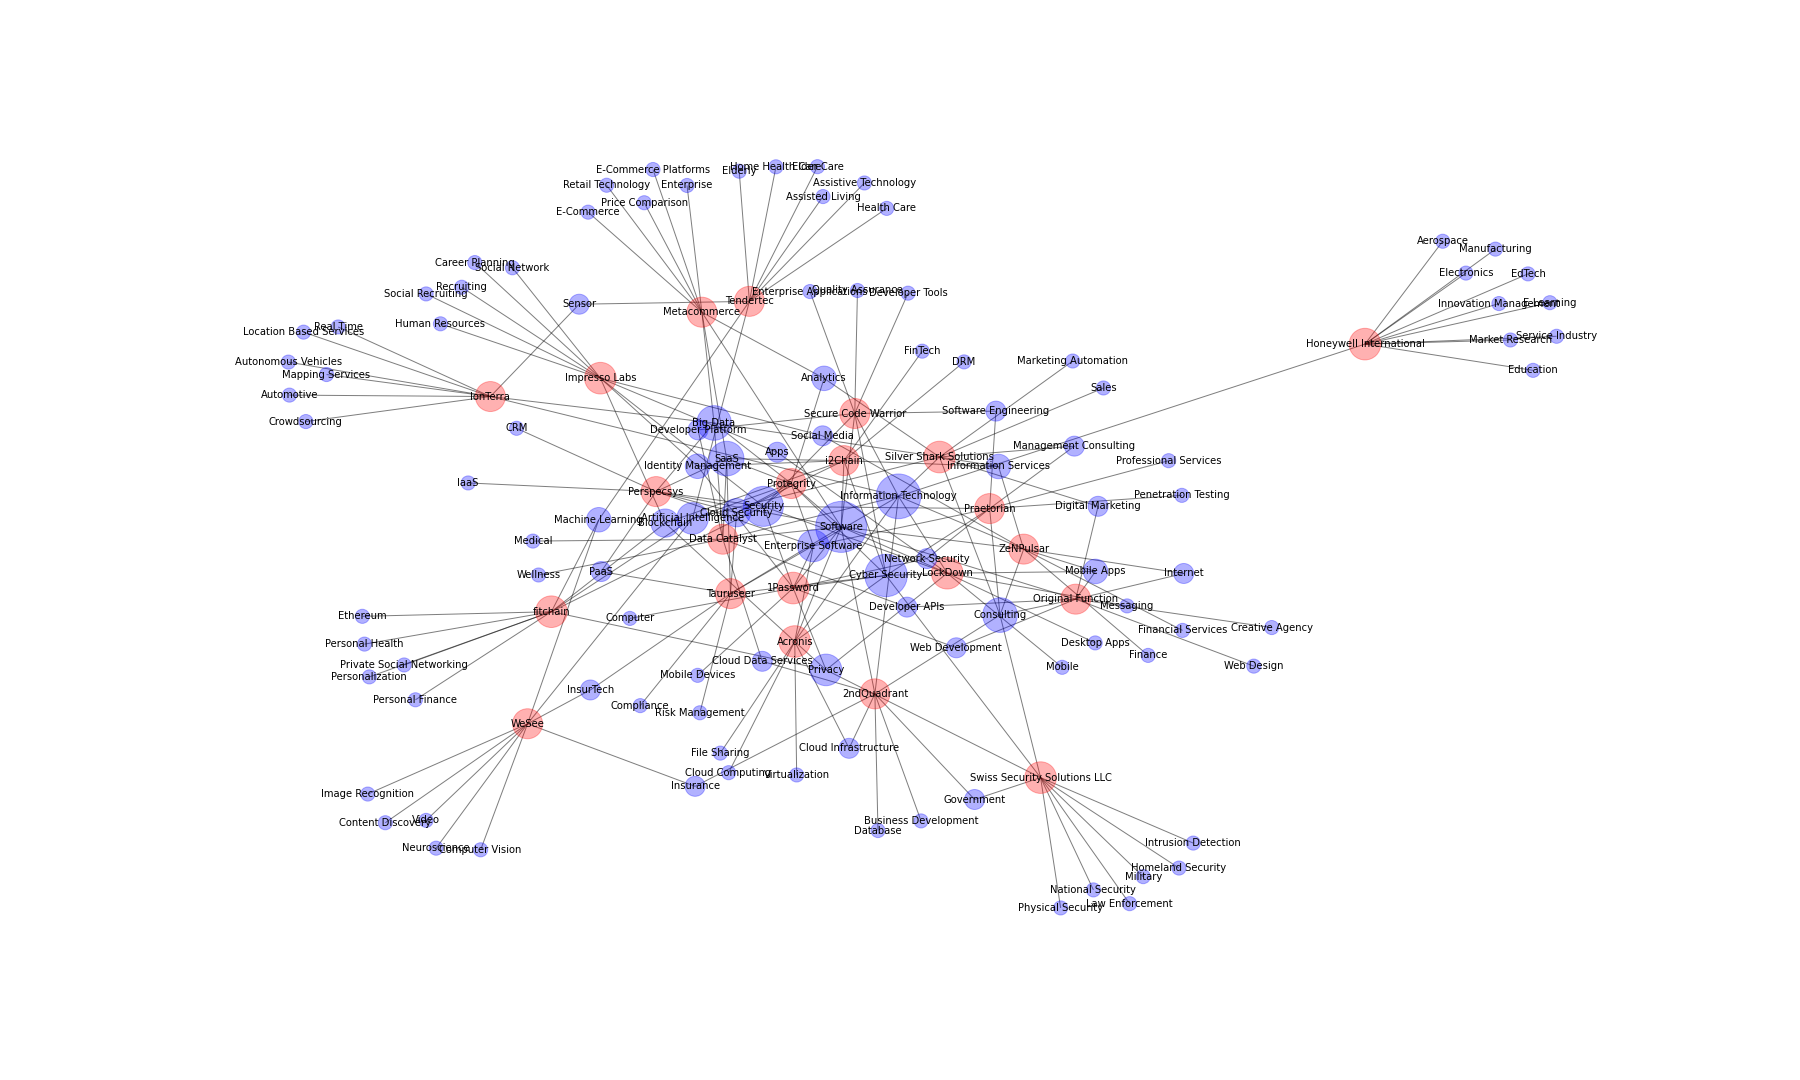 E-Commerce Platforms
Elderly
Home Health Care
Elder Care
Retail Technology
Enterprise
Assistive Technology
Price Comparison
Assisted Living
E-Commerce
Health Care
Aerospace
Manufacturing
Career Planning
Social Network
Electronics
EdTech
Recruiting
Social Recruiting
Enterprise Applications
Quality Assurance
Developer Tools
Sensor
Tendertec
Metacommerce
Innovation Management
E-Learning
Real Time
Location Based Services
Human Resources
Honeywell International
Market Research
Service Industry
FinTech
DRM
Marketing Automation
Autonomous Vehicles
Mapping Services
Impresso Labs
Analytics
Education
Automotive
IonTerra
Sales
Crowdsourcing
CRM
Big Data
Developer Platform
Secure Code Warrior
Software Engineering
Social Media
Management Consulting
Apps
SaaS
Identity Management
i2Chain
Silver Shark Solutions
Information Services
Professional Services
IaaS
Perspecsys
Protegrity
Information Technology
Penetration Testing
Security
Cloud Security
Praetorian
Digital Marketing
Machine Learning
Blockchain
Artificial Intelligence
Software
Medical
Data Catalyst
Enterprise Software
ZeNPulsar
Network Security
Wellness
PaaS
Cyber Security
LockDown
Mobile Apps
Internet
Tauruseer
1Password
Original Function
Messaging
Developer APIs
Ethereum
fitchain
Computer
Consulting
Financial Services
Creative Agency
Personal Health
Acronis
Web Development
Desktop Apps
Finance
Private Social Networking
Personalization
Cloud Data Services
Privacy
Mobile
Web Design
Mobile Devices
InsurTech
2ndQuadrant
Personal Finance
Compliance
Risk Management
WeSee
File Sharing
Cloud Infrastructure
Cloud Computing
Virtualization
Insurance
Swiss Security Solutions LLC
Image Recognition
Government
Content Discovery
Video
Business Development
Database
Neuroscience
Computer Vision
Intrusion Detection
Homeland Security
Military
National Security
Physical Security
Law Enforcement